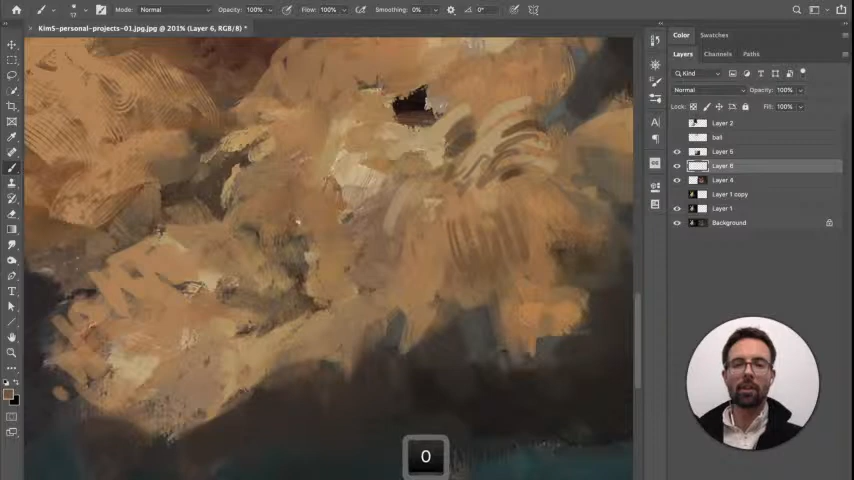 Mode: Normal Opacity: 100% Flow: 100% Smoothing: 0% 0°
17
KimS-personal-projects-01.jpg.jpg @ 201% (Layer 6, RGB/8) *
Color Swatches
Layers Channels Paths
Kind
Normal Opacity: 100%
Lock: Fill: 100%
Layer 2
ball
Layer 5
Layer 6
Layer 4
Layer 1 copy
Layer 1
Background
0